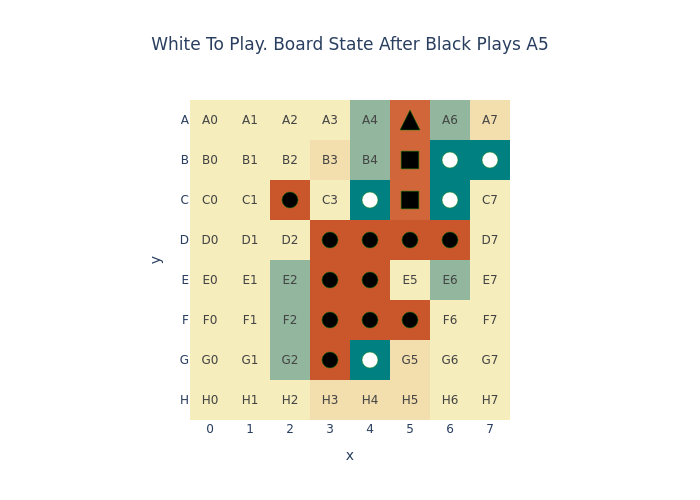 White To Play. Board State After Black Plays A5
A A0 A1 A2 A3 A4 A6 A7
B B0 B1 B2 B3 B4
C C0 C1 C3 C7
D D0 D1 D2 D7
E E0 E1 E2 E5 E6 E7
F F0 F1 F2 F6 F7
G G0 G1 G2 G5 G6 G7
H H0 H1 H2 H3 H4 H5 H6 H7
0 1 2 3 4 5 6 7
x
y